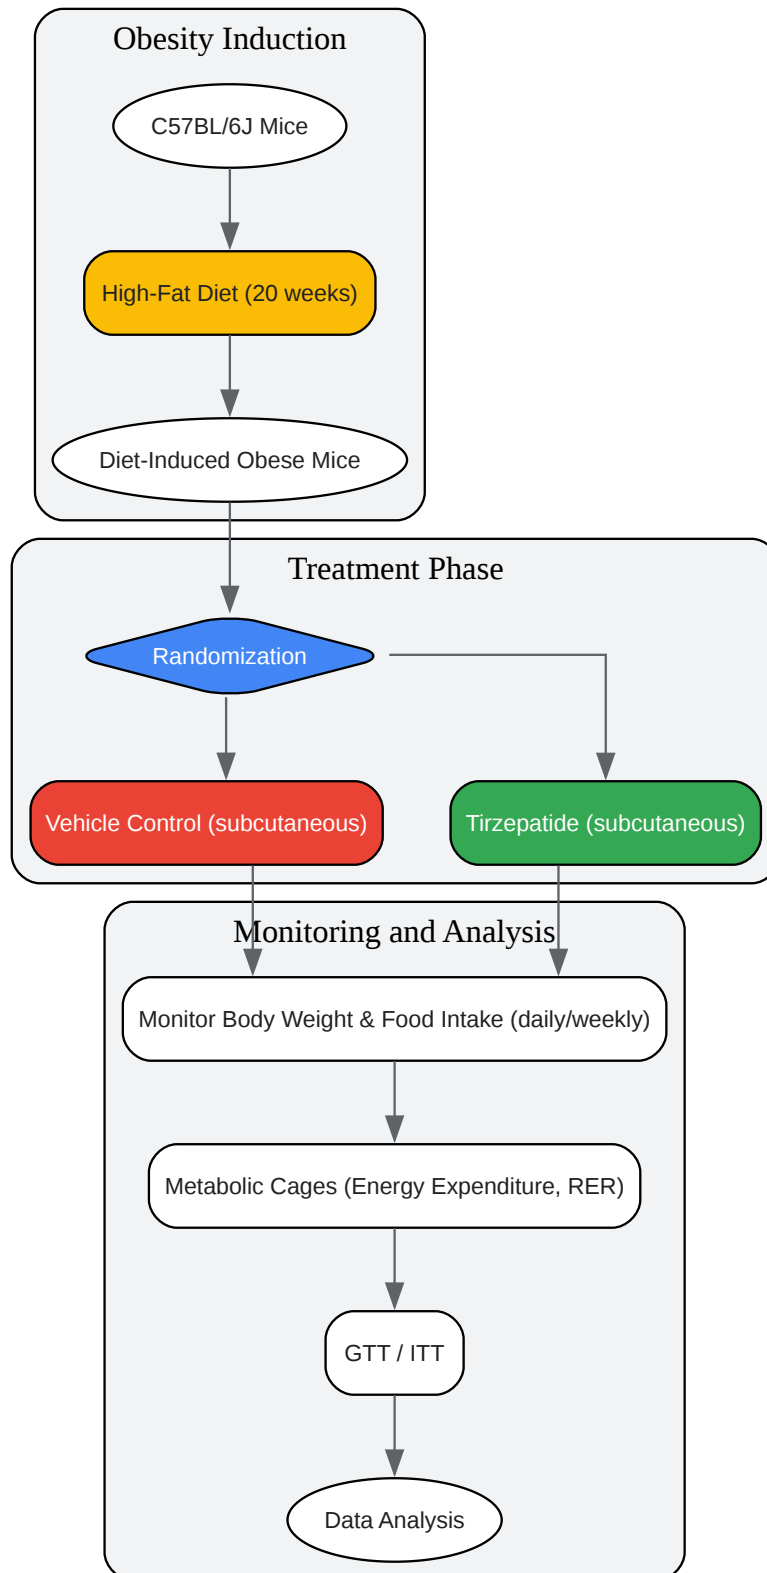 Obesity Induction
C57BL/6J Mice
High-Fat Diet (20 weeks)
Diet-Induced Obese Mice
Treatment Phase
Randomization
Vehicle Control (subcutaneous)
Tirzepatide (subcutaneous)
Monitoring and Analysis
Monitor Body Weight & Food Intake (daily/weekly)
Metabolic Cages (Energy Expenditure, RER)
GTT / ITT
Data Analysis